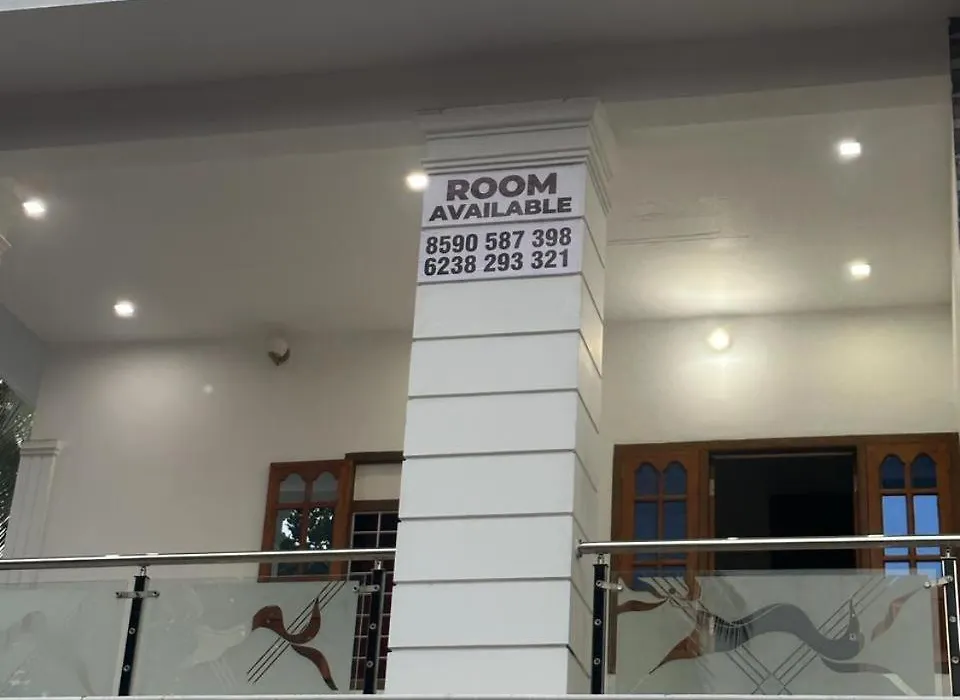 ROOM
AVAILABLE
8590 587 398
6238 293 321